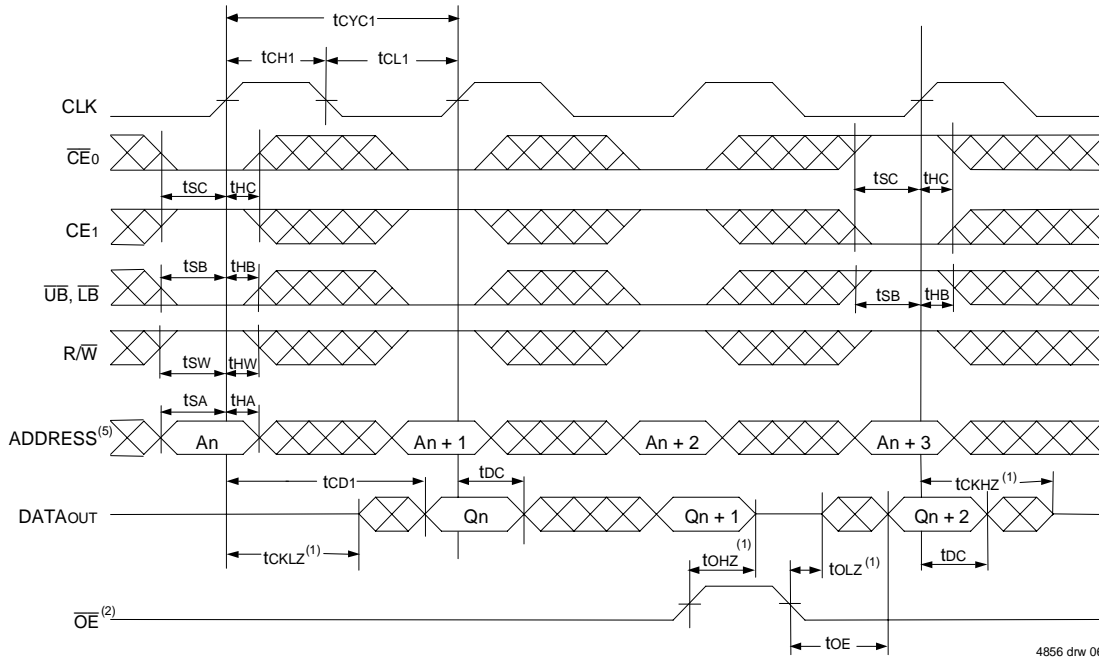 tCYC1
tCH1 tCL1
CLK
CE0
tSC tHC tSC tHC
CE1
tSB tHB
UB, LB
tSB tHB
R/W
tSW tHW
tSA tHA
ADDRESS(5) An An + 1 An + 2 An + 3
tCD1 tDC tCKHZ(1)
DATAOUT Qn Qn + 1 Qn + 2
tCKLZ(1) tOHZ(1) tOLZ(1) tDC
OE(2)
tOE
4856 drw 06